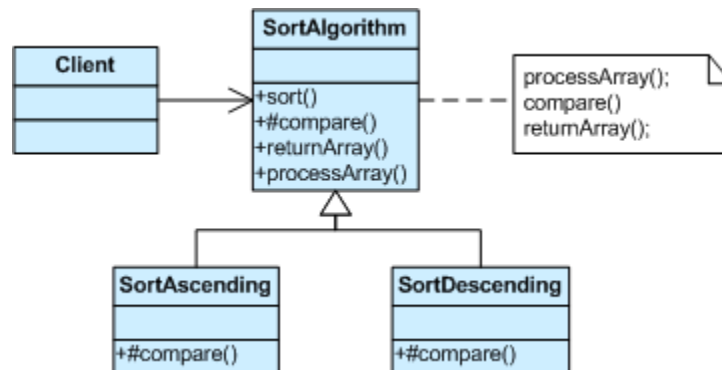 SortAlgorithm
Client
+sort()
+#compare()
+returnArray()
+processArray()
processArray();
compare()
returnArray();
SortAscending
+#compare()
SortDescending
+#compare()